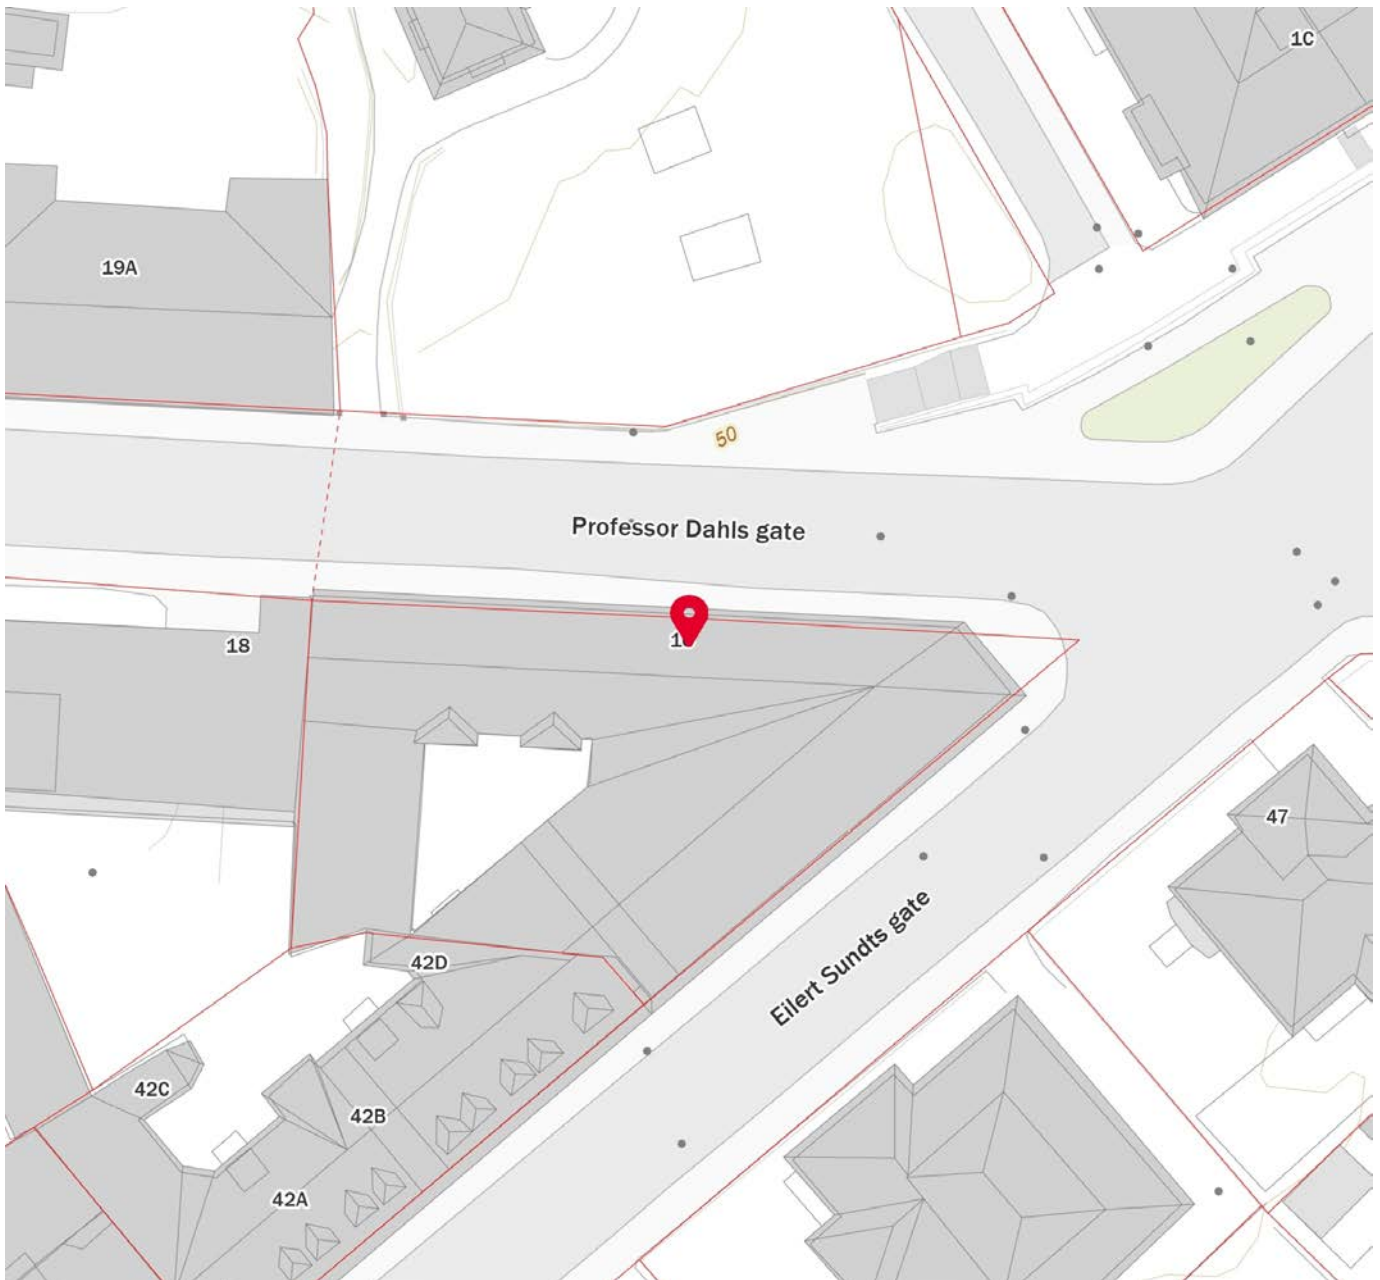 1C
19A
50
Professor Dahls gate
18
47
Eilert Sundts gate
42D
42C
42B
42A